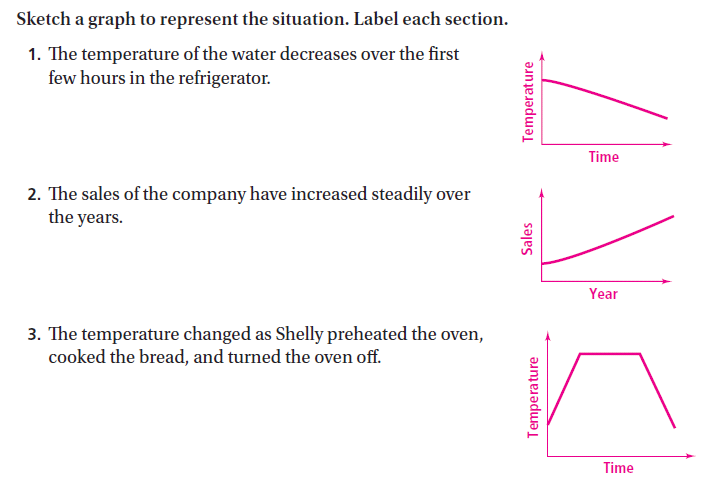 Sketch a graph to represent the situation. Label each section.
1. The temperature of the water decreases over the first
few hours in the refrigerator.
Temperature
Time
2. The sales of the company have increased steadily over
the years.
Sales
Year
3. The temperature changed as Shelly preheated the oven,
cooked the bread, and turned the oven off.
Temperature
Time